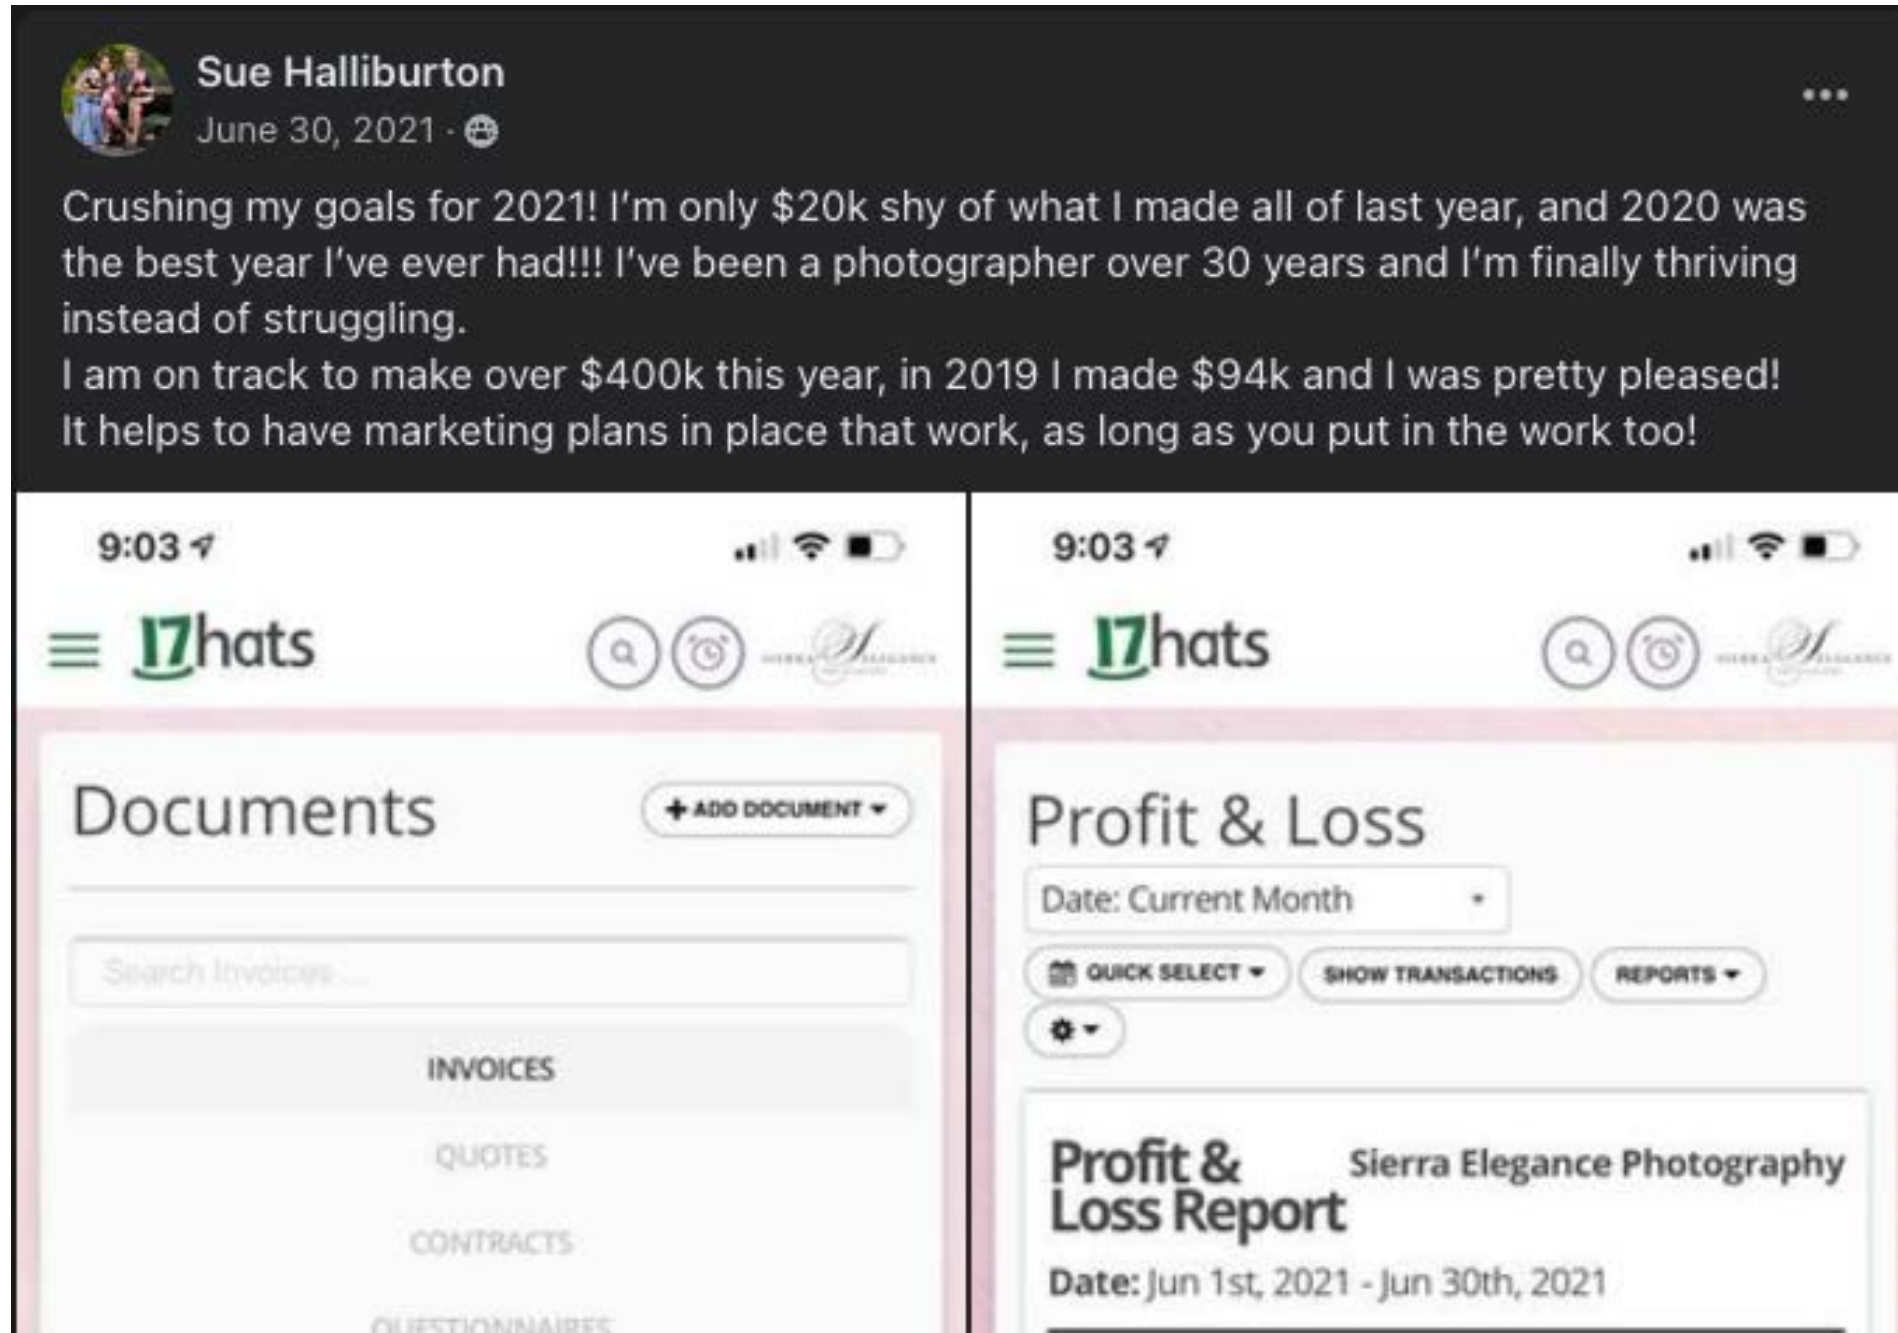 Sue Halliburton
June 30, 2021 ·
Crushing my goals for 2021! I'm only $20k shy of what I made all of last year, and 2020 was
the best year I've ever had!!! I've been a photographer over 30 years and I'm finally thriving
instead of struggling.
I am on track to make over $400k this year, in 2019 I made $94k and I was pretty pleased!
It helps to have marketing plans in place that work, as long as you put in the work too!
9:03
17hats
Documents
+ ADD DOCUMENT
Search Invoices ...
INVOICES
QUOTES
CONTRACTS
QUESTIONNAIRES
9:03
17hats
Profit & Loss
Date: Current Month
QUICK SELECT
SHOW TRANSACTIONS
REPORTS
Profit &
Loss Report
Sierra Elegance Photography
Date: Jun 1st, 2021 - Jun 30th, 2021